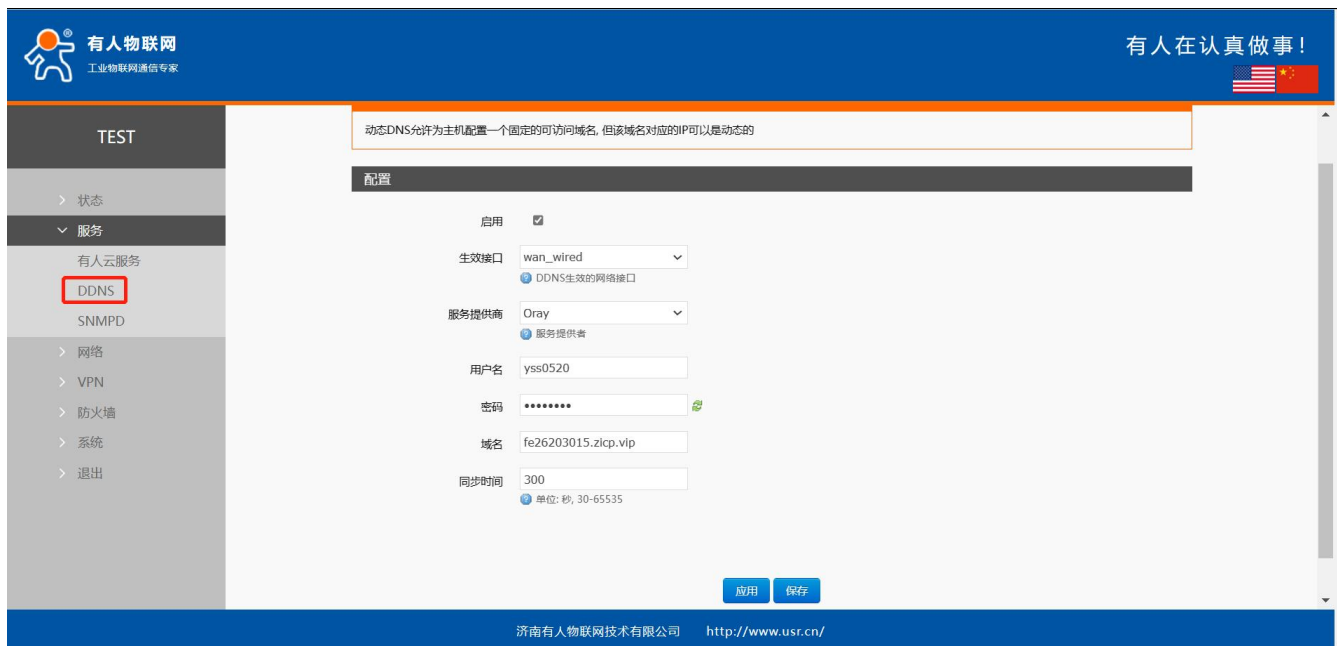 有人物联网
工业物联网通信专家
有人在认真做事!
TEST
状态
服务
有人云服务
DDNS
SNMPD
网络
VPN
防火墙
系统
退出
动态DNS允许为主机配置一个固定的可访问域名, 但该域名对应的IP可以是动态的
配置
启用
生效接口 wan_wired
DDNS生效的网络接口
服务提供商 Oray
服务提供者
用户名 yss0520
密码 ••••••••
域名 fe26203015.zicp.vip
同步时间 300
单位: 秒, 30-65535
应用 保存
济南有人物联网技术有限公司 http://www.usr.cn/